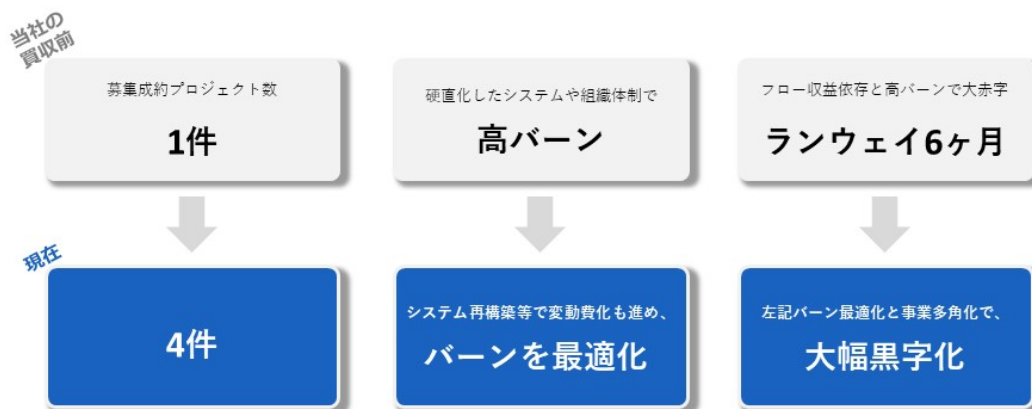 当社の
買収前
募集成約プロジェクト数
1件
硬直化したシステムや組織体制で
高バーン
フロー収益依存と高バーンで大赤字
ランウェイ6ヶ月
現在
4件
システム再構築等で変動費化も進め、
バーンを最適化
左記バーン最適化と事業多角化で、
大幅黒字化